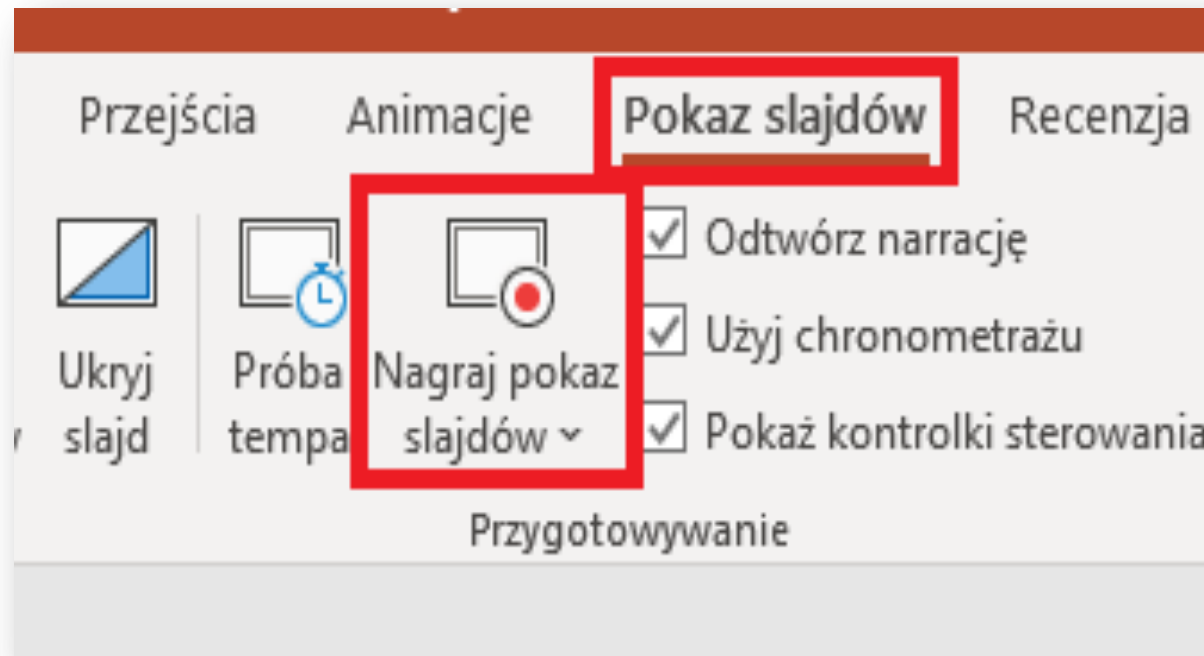 Przejścia Animacje Pokaz slajdów Recenzja
Odtwórz narrację
Użyj chronometrażu
Ukryj Próba Nagraj pokaz
slajd tempa slajdów
Pokaż kontrolki sterowania
Przygotowywanie